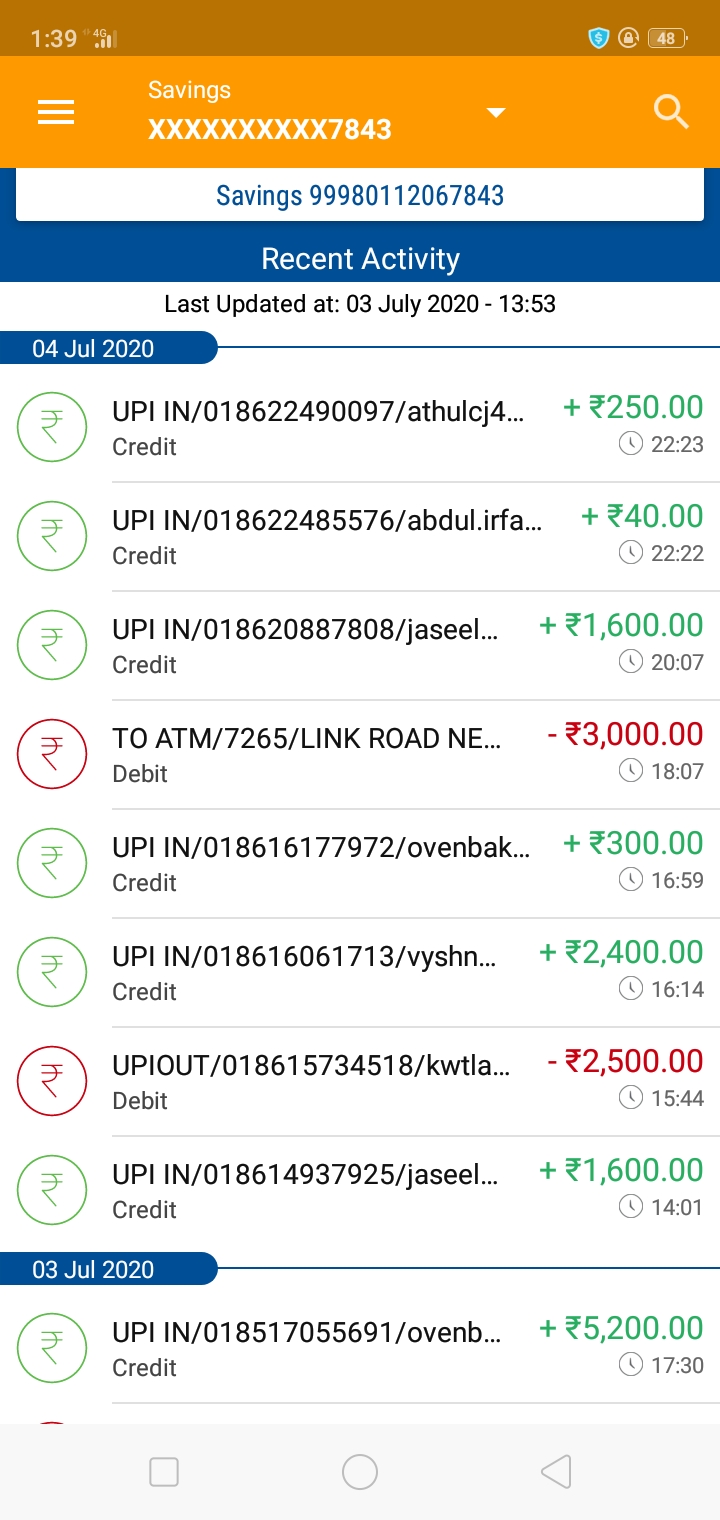 1:39 4G 48
Savings
XXXXXXXXXX7843
Savings 99980112067843
Recent Activity
Last Updated at: 03 July 2020 - 13:53
04 Jul 2020
UPI IN/018622490097/athulcj4... + ₹250.00
Credit 22:23
UPI IN/018622485576/abdul.irfa... + ₹40.00
Credit 22:22
UPI IN/018620887808/jaseel... + ₹1,600.00
Credit 20:07
TO ATM/7265/LINK ROAD NE... - ₹3,000.00
Debit 18:07
UPI IN/018616177972/ovenbak... + ₹300.00
Credit 16:59
UPI IN/018616061713/vyshn... + ₹2,400.00
Credit 16:14
UPIOUT/018615734518/kwtla... - ₹2,500.00
Debit 15:44
UPI IN/018614937925/jaseel... + ₹1,600.00
Credit 14:01
03 Jul 2020
UPI IN/018517055691/ovenb... + ₹5,200.00
Credit 17:30